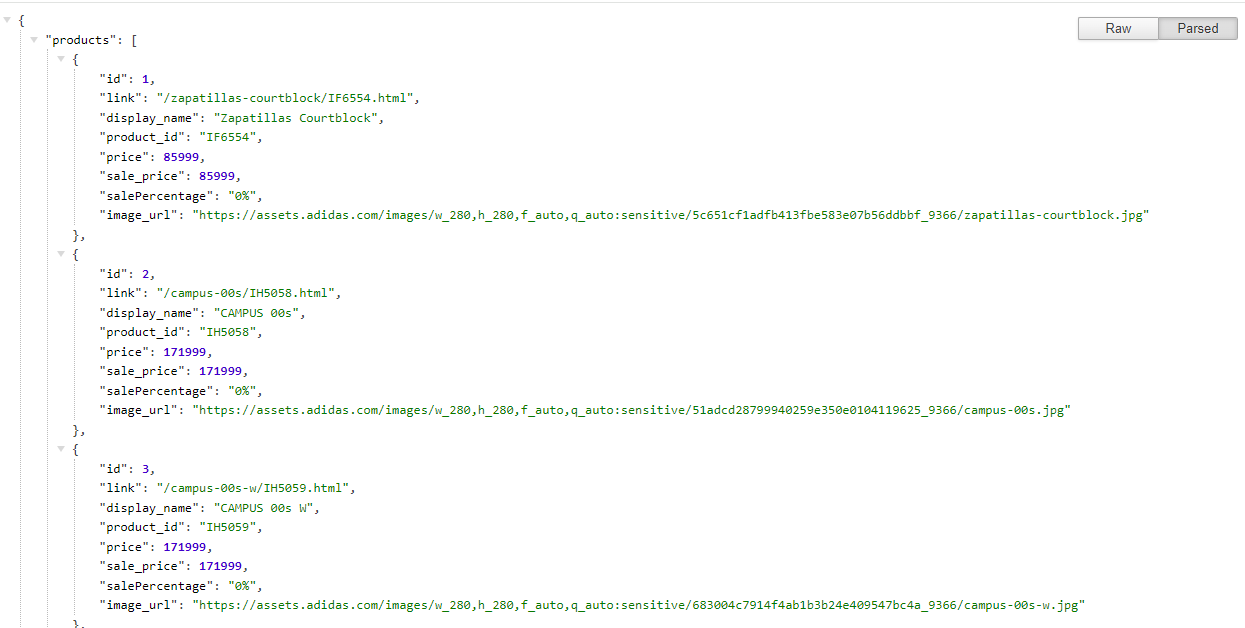 {
"products": [
Raw Parsed
{
"id": 1,
"link": "/zapatillas-courtblock/IF6554.html",
"display_name": "Zapatillas Courtblock",
"product_id": "IF6554",
"price": 85999,
"sale_price": 85999,
"salePercentage": "0%",
"image_url": "https://assets.adidas.com/images/w_280,h_280,f_auto,q_auto:sensitive/5c651cf1adfb413fbe583e07b56ddbbf_9366/zapatillas-courtblock.jpg"
},
{
"id": 2,
"link": "/campus-00s/IH5058.html",
"display_name": "CAMPUS 00s",
"product_id": "IH5058",
"price": 171999,
"sale_price": 171999,
"salePercentage": "0%",
"image_url": "https://assets.adidas.com/images/w_280,h_280,f_auto,q_auto:sensitive/51adcd28799940259e350e0104119625_9366/campus-00s.jpg"
},
{
"id": 3,
"link": "/campus-00s-w/IH5059.html",
"display_name": "CAMPUS 00s W",
"product_id": "IH5059",
"price": 171999,
"sale_price": 171999,
"salePercentage": "0%",
"image_url": "https://assets.adidas.com/images/w_280,h_280,f_auto,q_auto:sensitive/683004c7914f4ab1b3b24e409547bc4a_9366/campus-00s-w.jpg"
},